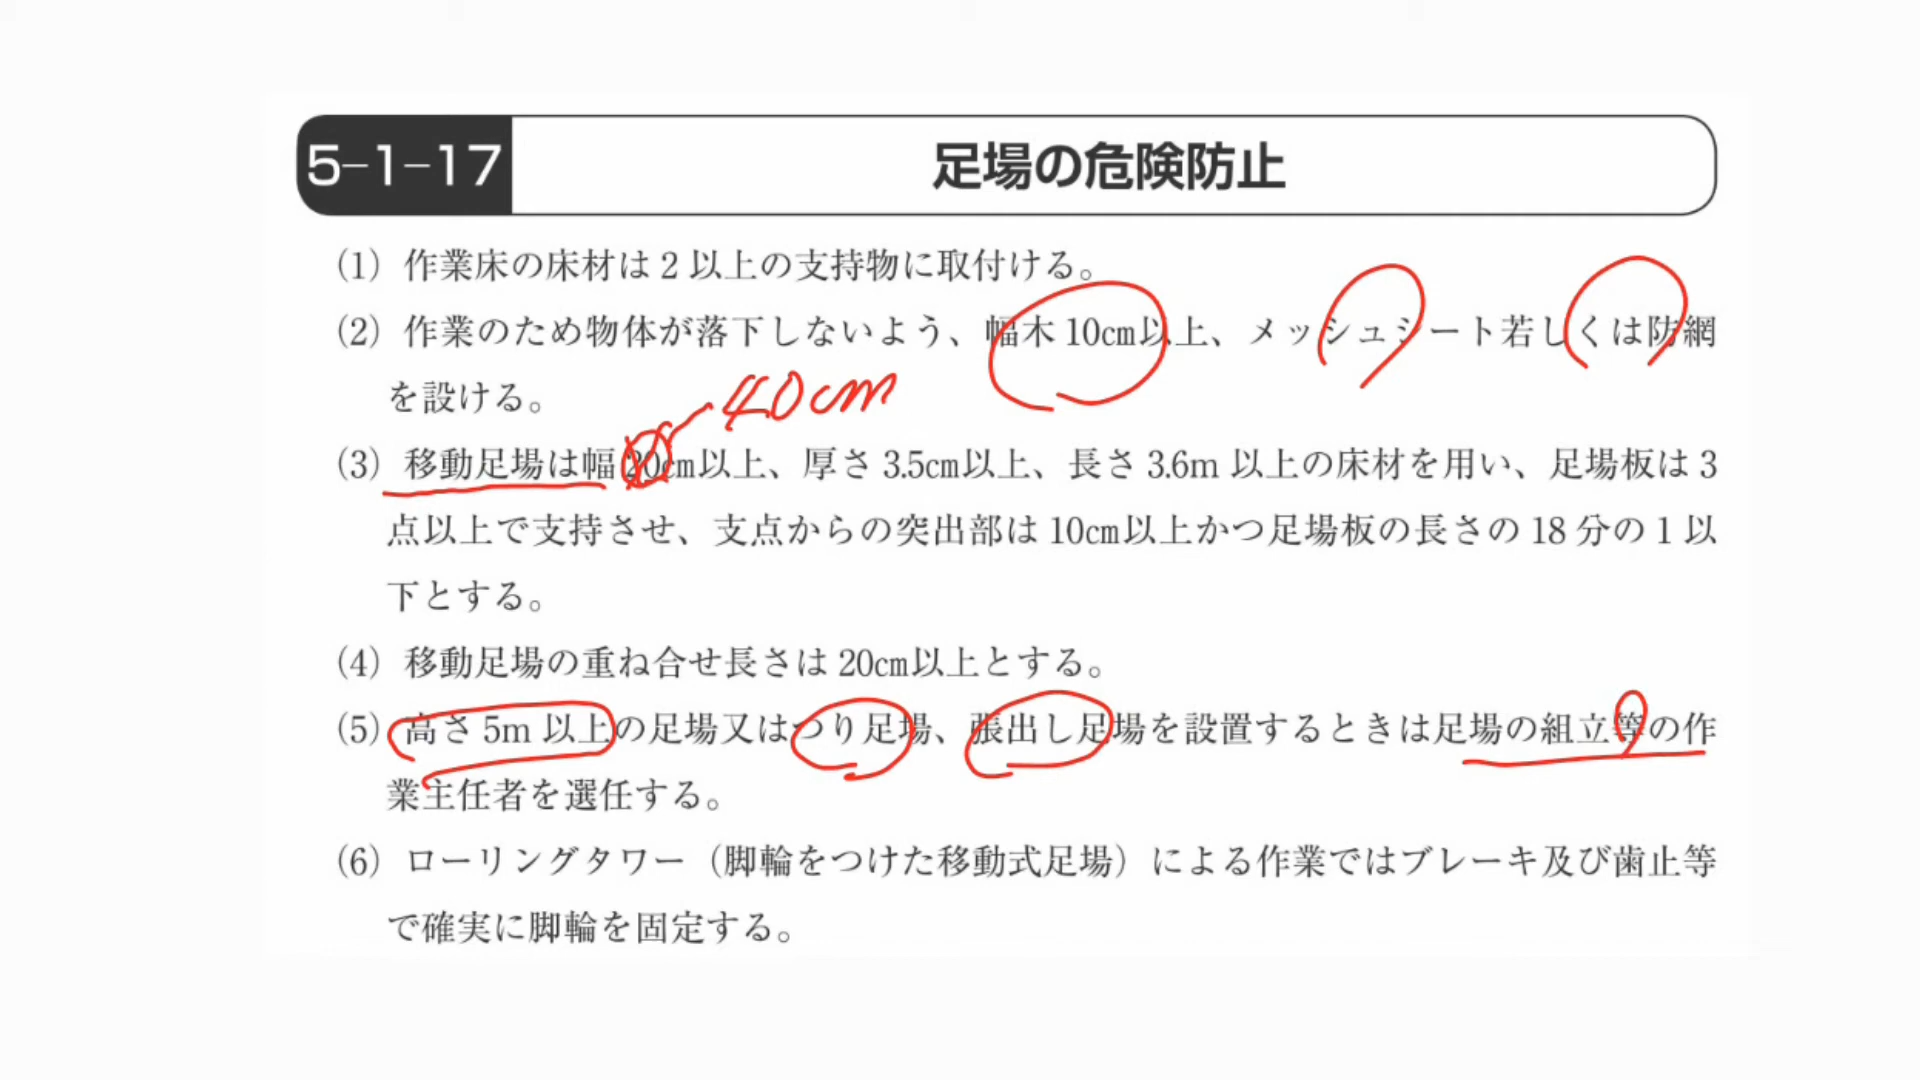 5-1-17 足場の危険防止
(1) 作業床の床材は2以上の支持物に取付ける。
(2) 作業のため物体が落下しないよう、幅木10cm以上、メッシュシート若しくは防網
を設ける。
40cm
(3) 移動足場は幅20cm以上、厚さ3.5cm以上、長さ3.6m以上の床材を用い、足場板は3
点以上で支持させ、支点からの突出部は10cm以上かつ足場板の長さの18分の1以
下とする。
(4) 移動足場の重ね合せ長さは20cm以上とする。
(5) 高さ5m以上の足場又はつり足場、張出し足場を設置するときは足場の組立等の作
業主任者を選任する。
(6) ローリングタワー（脚輪をつけた移動式足場）による作業ではブレーキ及び歯止等
で確実に脚輪を固定する。